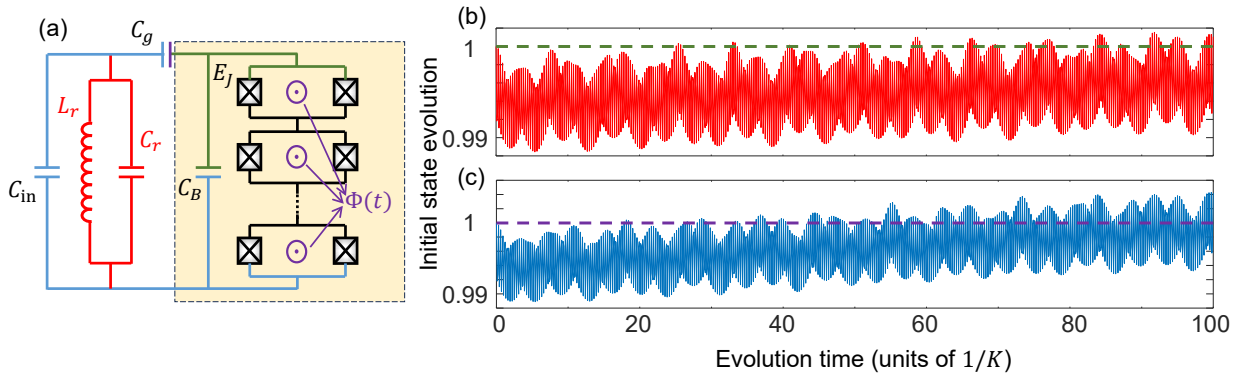 (a)
C_g
E_J
L_r
C_r
C_in
C_B
Φ(t)
(b)
1
0.99
(c)
1
0.99
Initial state evolution
0 20 40 60 80 100
Evolution time (units of 1/K)